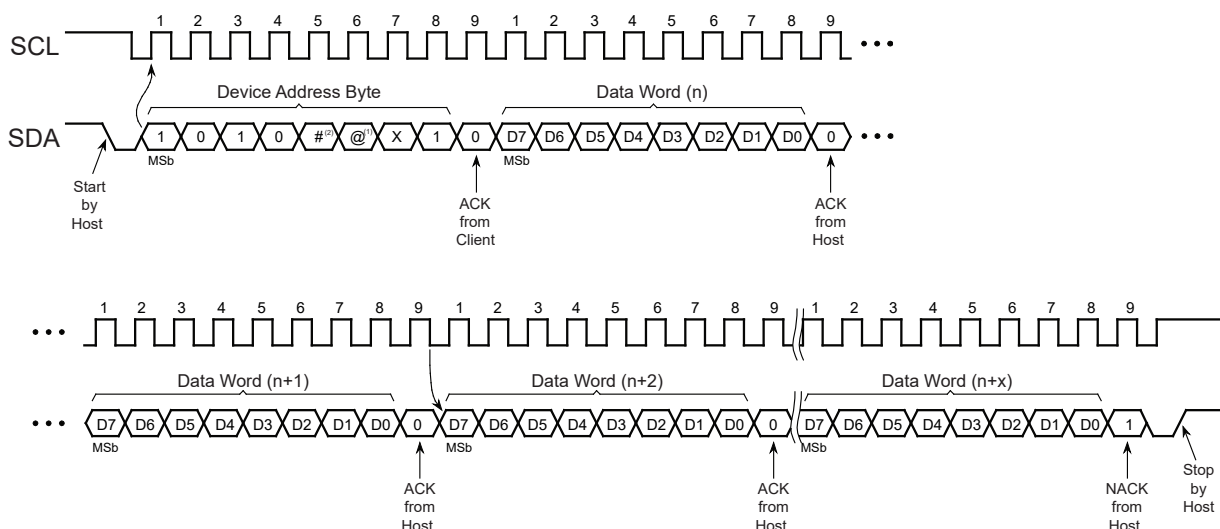 1 2 3 4 5 6 7 8 9 1 2 3 4 5 6 7 8 9
SCL
Device Address Byte Data Word (n)
SDA 1 0 1 0 #(2) @(1) X 1 0 D7 D6 D5 D4 D3 D2 D1 D0 0
MSb MSb
Start
by
Host
ACK
from
Client
ACK
from
Host
1 2 3 4 5 6 7 8 9 1 2 3 4 5 6 7 8 9 1 2 3 4 5 6 7 8 9
Data Word (n+1) Data Word (n+2) Data Word (n+x)
D7 D6 D5 D4 D3 D2 D1 D0 0 D7 D6 D5 D4 D3 D2 D1 D0 0 D7 D6 D5 D4 D3 D2 D1 D0 1
MSb MSb MSb
ACK
from
Host
ACK
from
Host
NACK
from
Host
Stop
by
Host